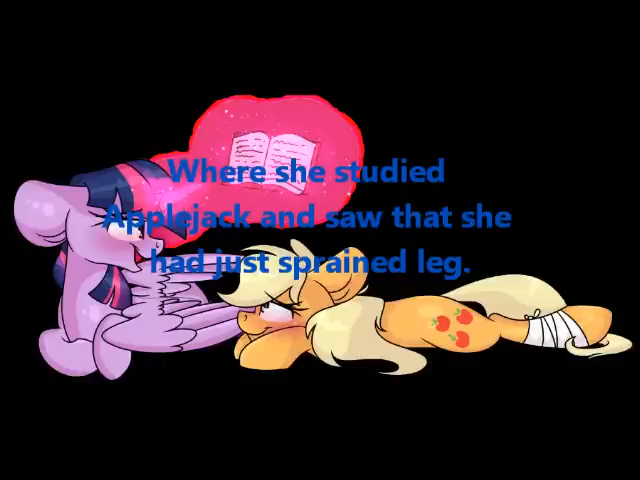 Where she studied
Applejack and saw that she
had just sprained leg.